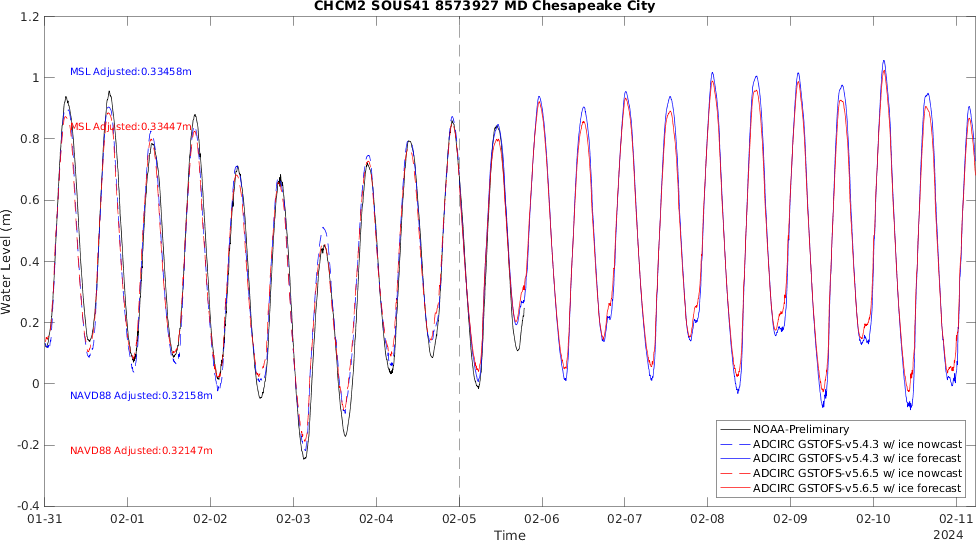 CHCM2 SOUS41 8573927 MD Chesapeake City
1.2
1
0.8
0.6
0.4
0.2
0
-0.2
-0.4
Water Level (m)
MSL Adjusted:0.33458m
MSL Adjusted:0.33447m
NAVD88 Adjusted:0.32158m
NAVD88 Adjusted:0.32147m
NOAA-Preliminary
ADCIRC GSTOFS-v5.4.3 w/ ice nowcast
ADCIRC GSTOFS-v5.4.3 w/ ice forecast
ADCIRC GSTOFS-v5.6.5 w/ ice nowcast
ADCIRC GSTOFS-v5.6.5 w/ ice forecast
01-31 02-01 02-02 02-03 02-04 02-05 02-06 02-07 02-08 02-09 02-10 02-11
Time
2024